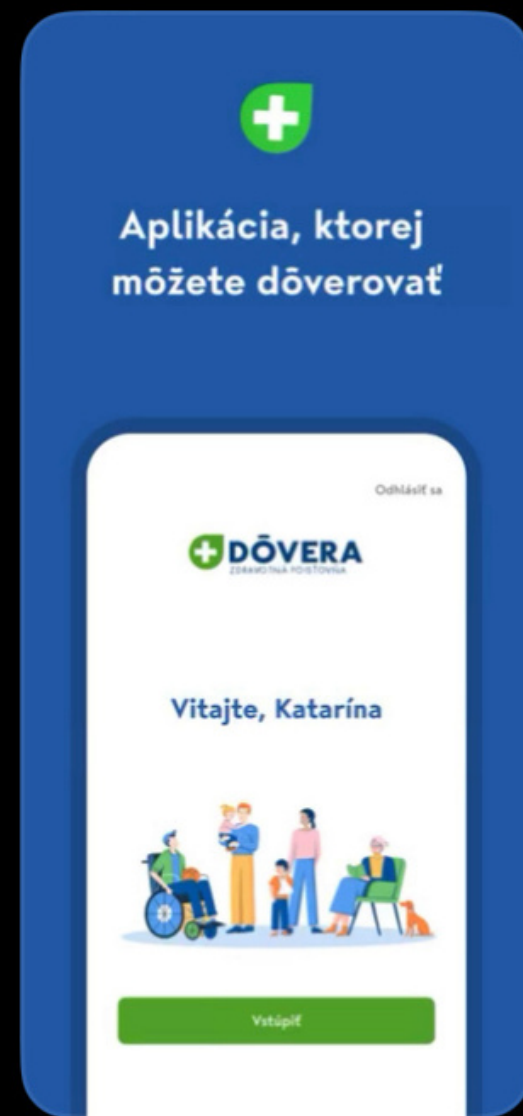 Aplikácia, ktorej
môžete dôverovať
Odhlásiť sa
DÔVERA
ZDRAVOTNÁ POISŤOVŇA
Vitajte, Katarína
Vstúpiť